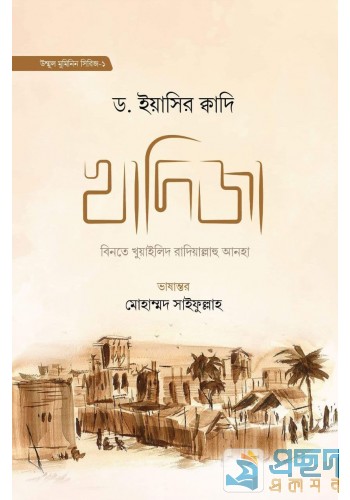 উম্মুল মুমিনিন সিরিজ-১
ড. ইয়াসির ক্বাদি
খাদিজা
বিনতে খুয়াইলিদ রাদিয়াল্লাহু আনহা
ভাষান্তর
মোহাম্মদ সাইফুল্লাহ
প্রচ্ছদ
প্রকাশন